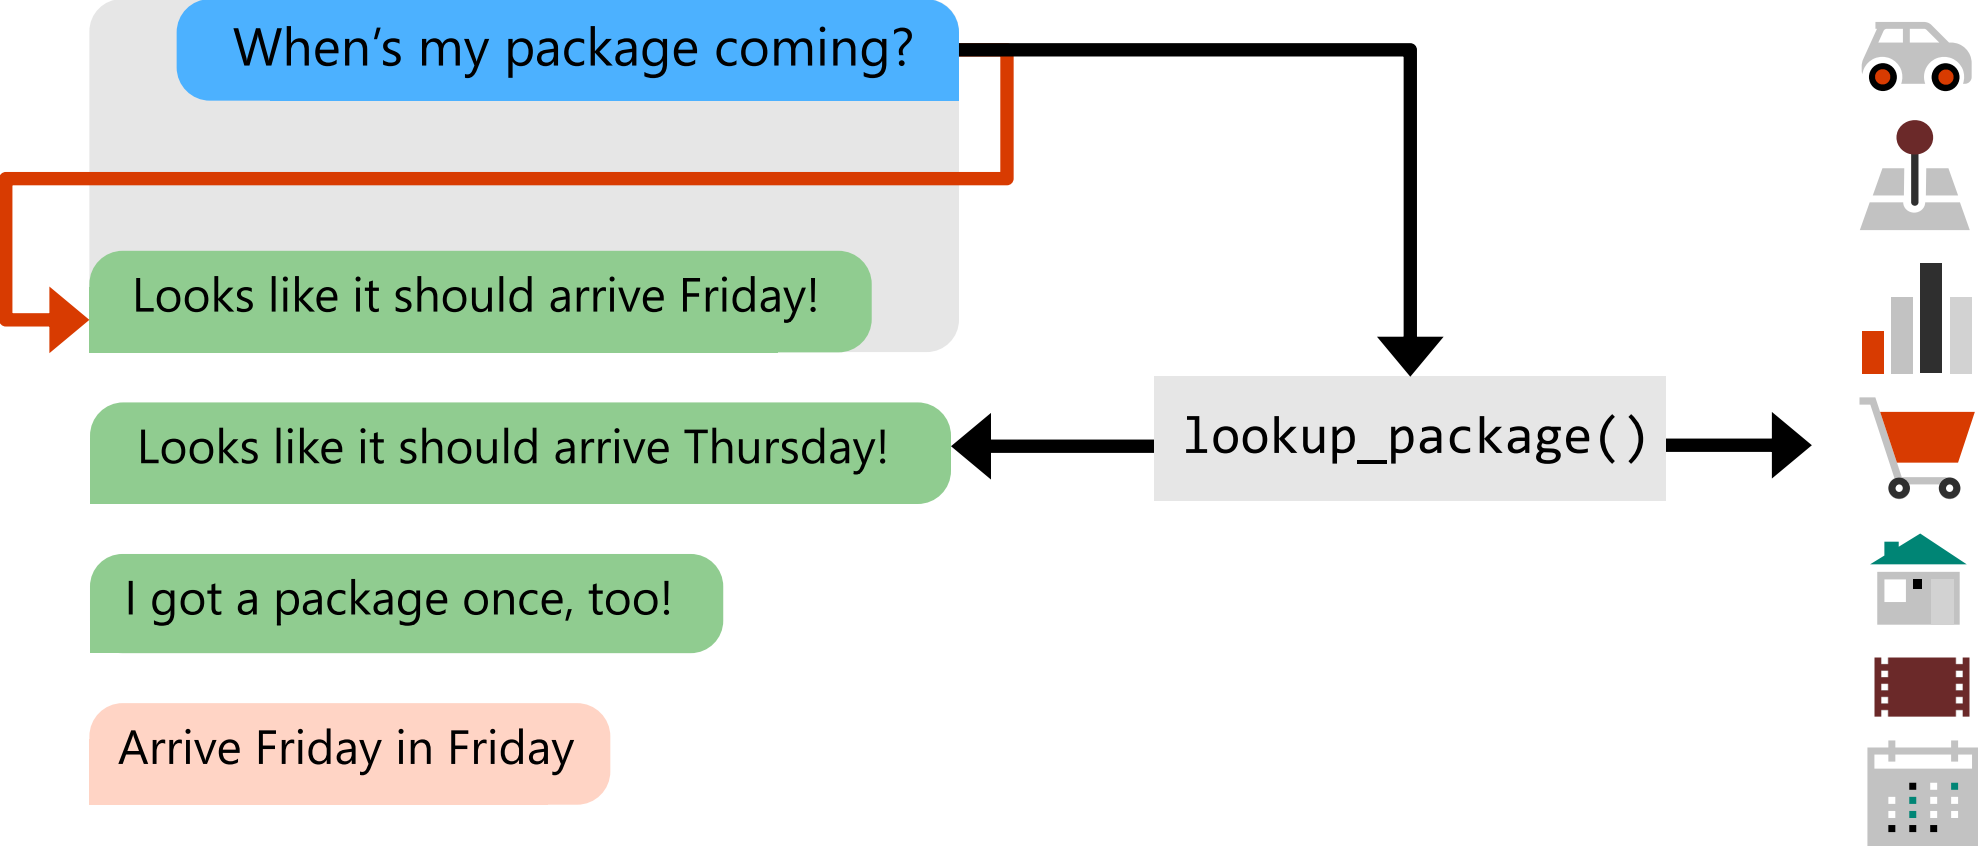 When‘s my package coming?
Looks like it should arrive Friday!
Looks like it should arrive Thursday!
lookup_package()
I got a package once, too!
Arrive Friday in Friday